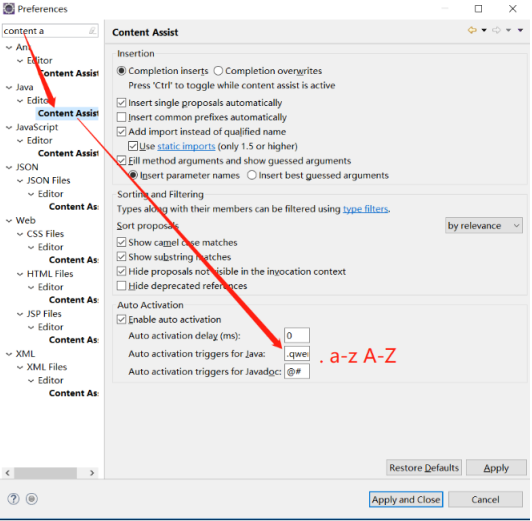 Preferences
content a
Content Assist
Ant
Editor
Content Assist
Java
Editor
Content Assist
JavaScript
Editor
Content Assist
JSON
JSON Files
Editor
Content As
Web
CSS Files
Editor
Content As
HTML Files
Editor
Content As
JSP Files
Editor
Content As
XML
XML Files
Editor
Content As
Insertion
Completion inserts Completion overwrites
Press 'Ctrl' to toggle while content assist is active
Insert single proposals automatically
Insert common prefixes automatically
Add import instead of qualified name
Use static imports (only 1.5 or higher)
Fill method arguments and show guessed arguments
Insert parameter names Insert best guessed arguments
Sorting and Filtering
Types along with their members can be filtered using type filters.
Sort proposals by relevance
Show camel case matches
Show substring matches
Hide proposals not visible in the invocation context
Hide deprecated references
Auto Activation
Enable auto activation
Auto activation delay (ms): 0
Auto activation triggers for Java: .qwe . a-z A-Z
Auto activation triggers for Javadoc: @#
Restore Defaults Apply
Apply and Close Cancel